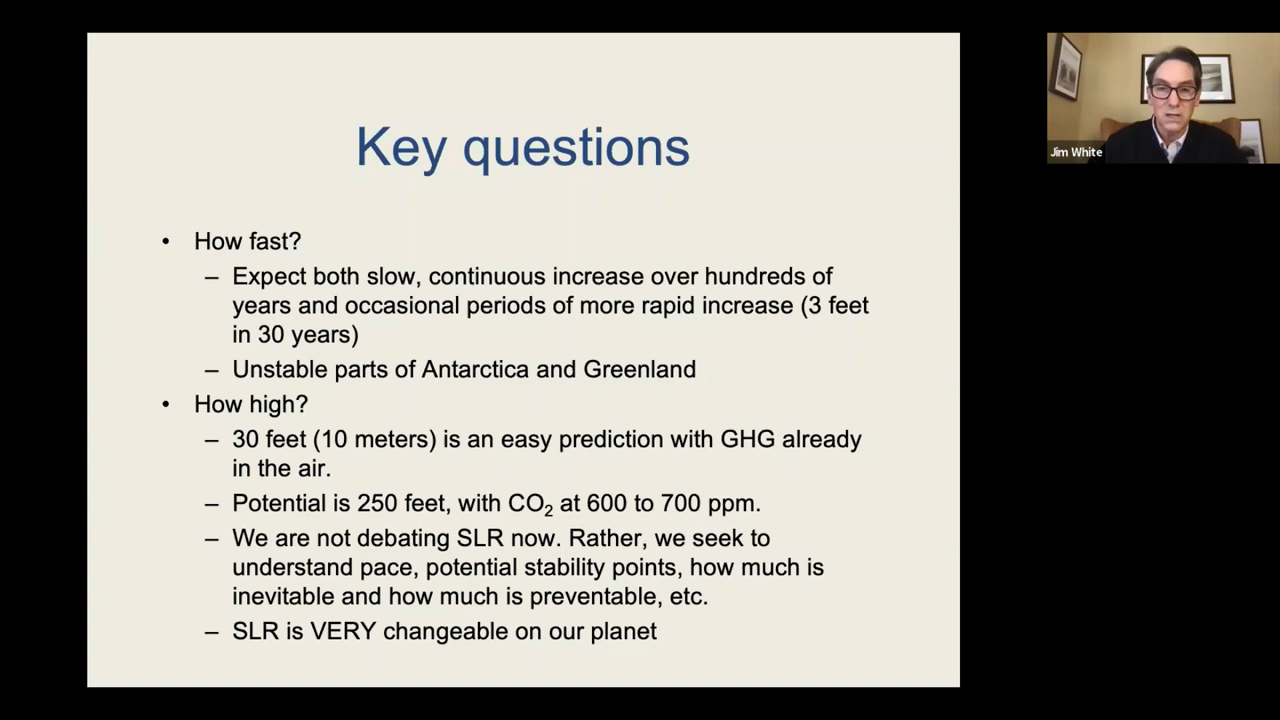 Key questions
• How fast?
– Expect both slow, continuous increase over hundreds of
years and occasional periods of more rapid increase (3 feet
in 30 years)
– Unstable parts of Antarctica and Greenland
• How high?
– 30 feet (10 meters) is an easy prediction with GHG already
in the air.
– Potential is 250 feet, with CO₂ at 600 to 700 ppm.
– We are not debating SLR now. Rather, we seek to
understand pace, potential stability points, how much is
inevitable and how much is preventable, etc.
– SLR is VERY changeable on our planet
Jim White